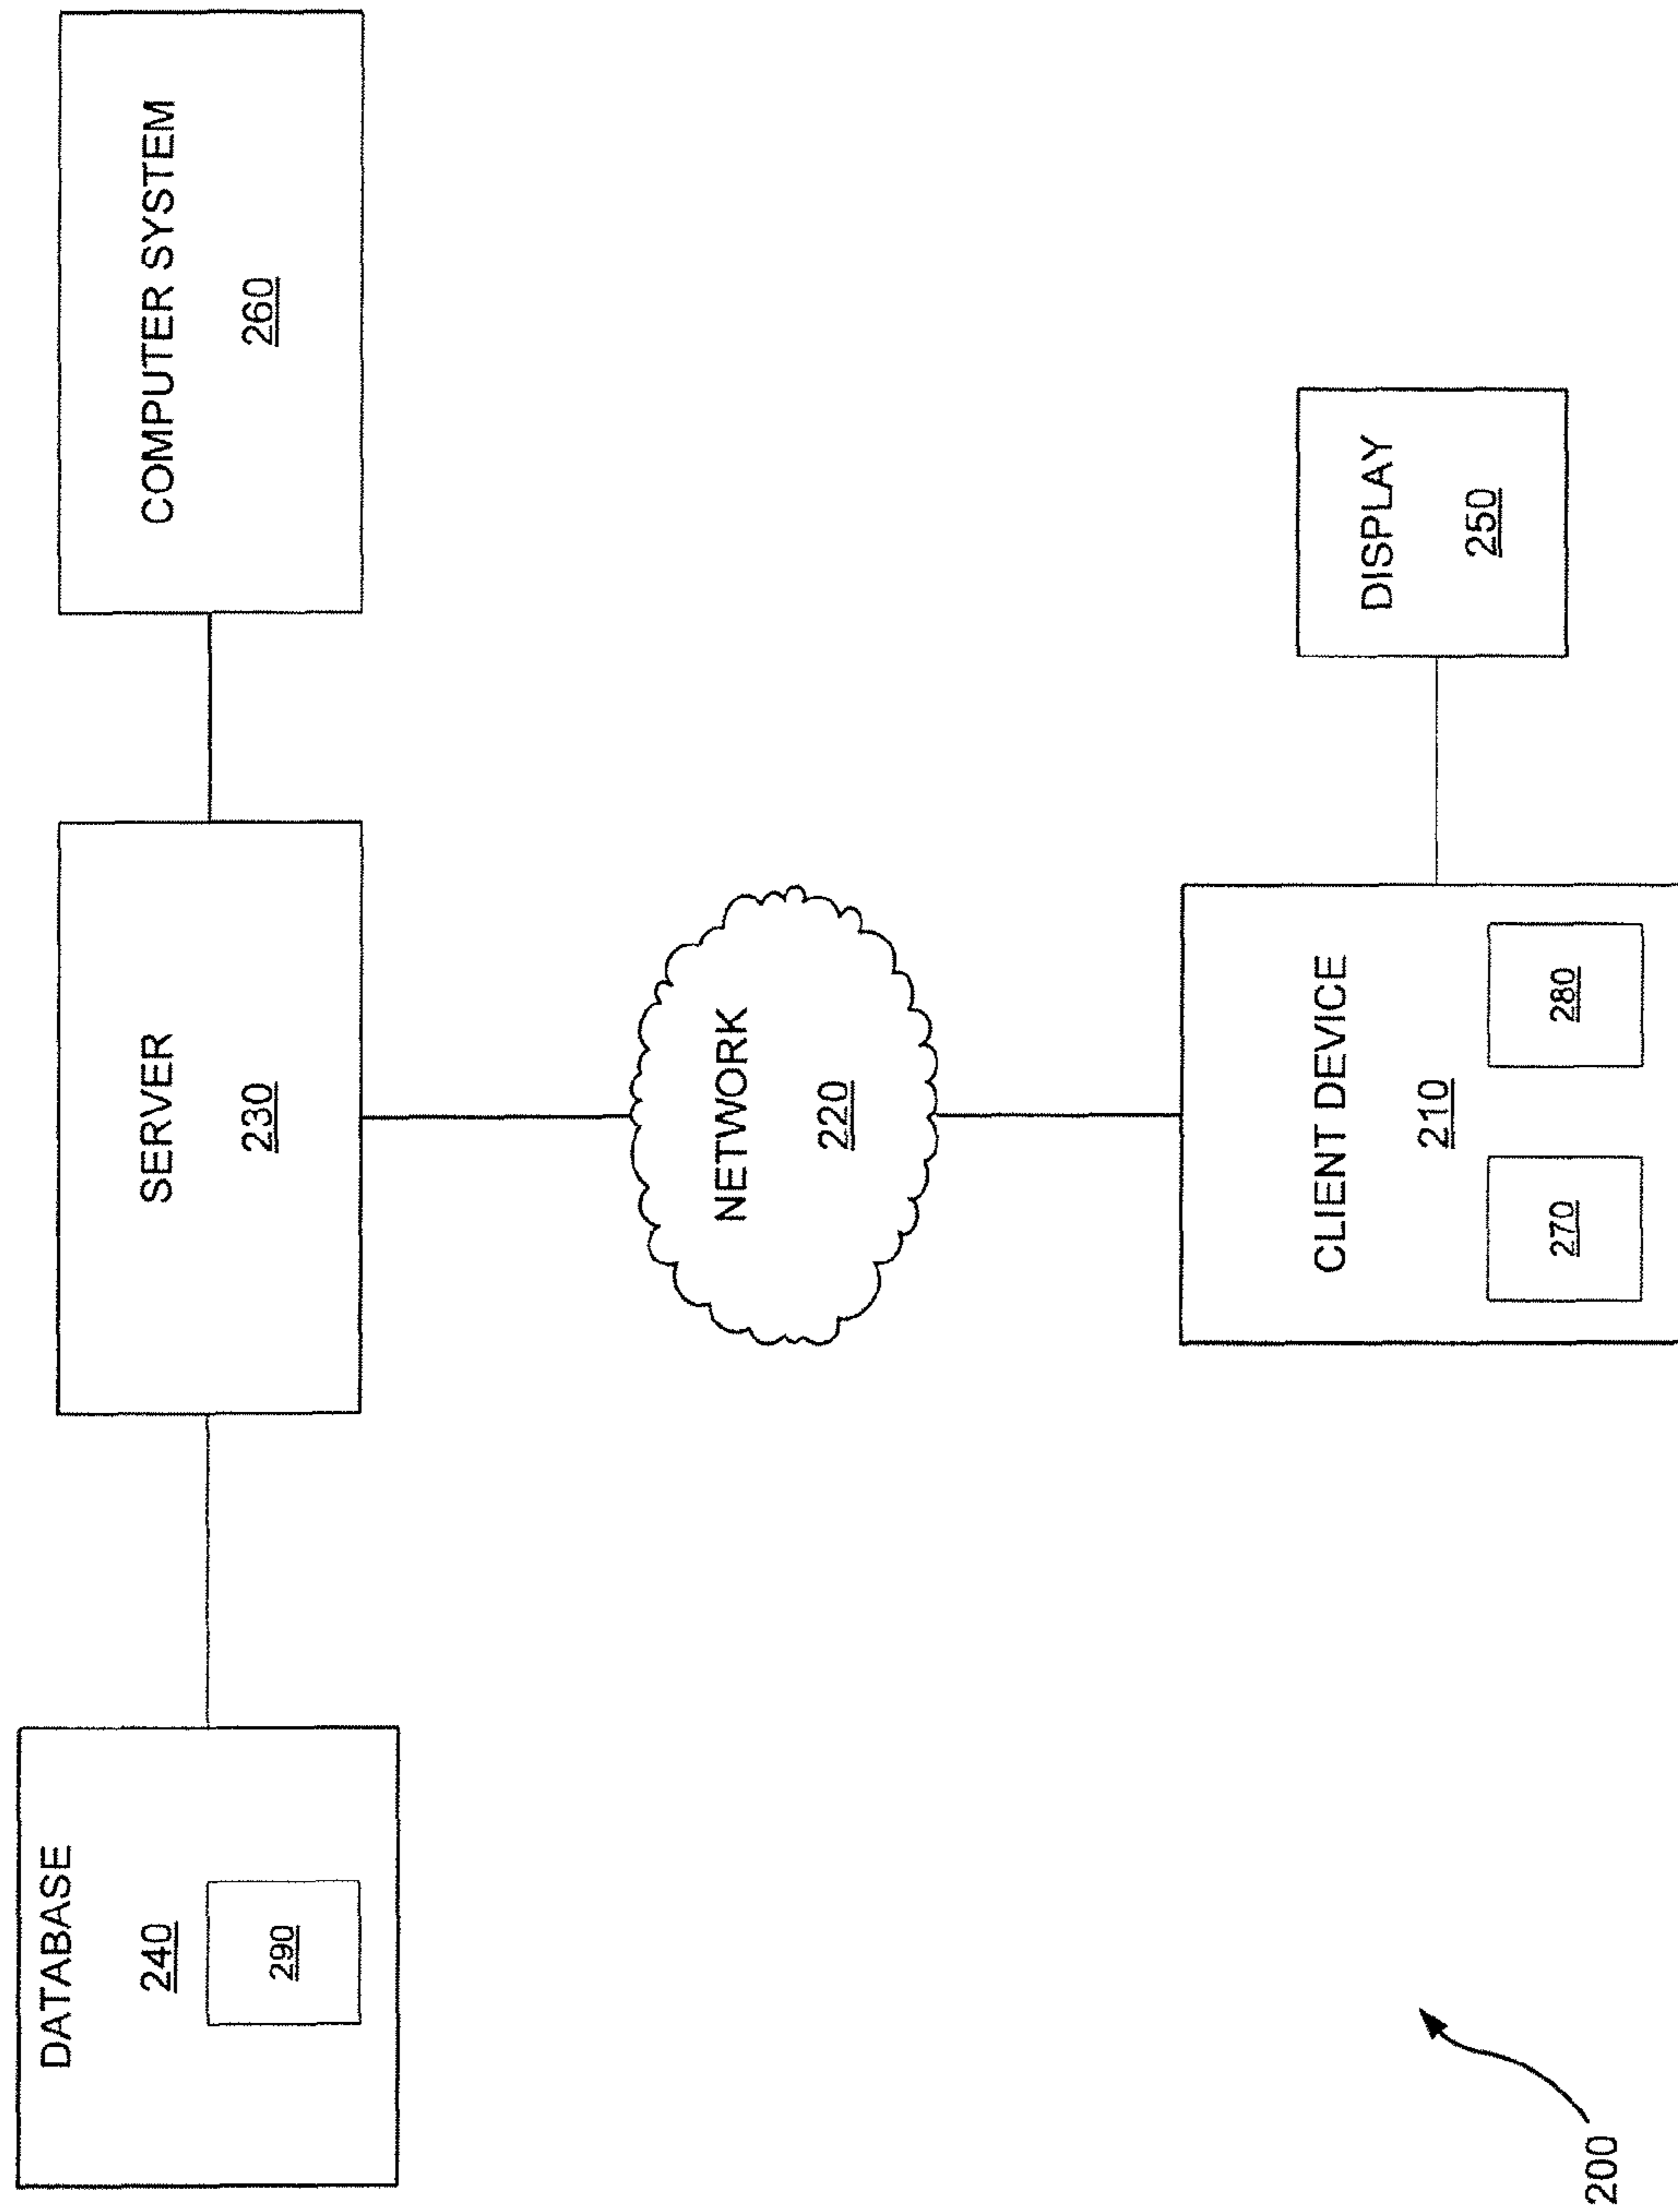 DATABASE
240
290
SERVER
230
COMPUTER SYSTEM
260
NETWORK
220
CLIENT DEVICE
210
270
280
DISPLAY
250
200